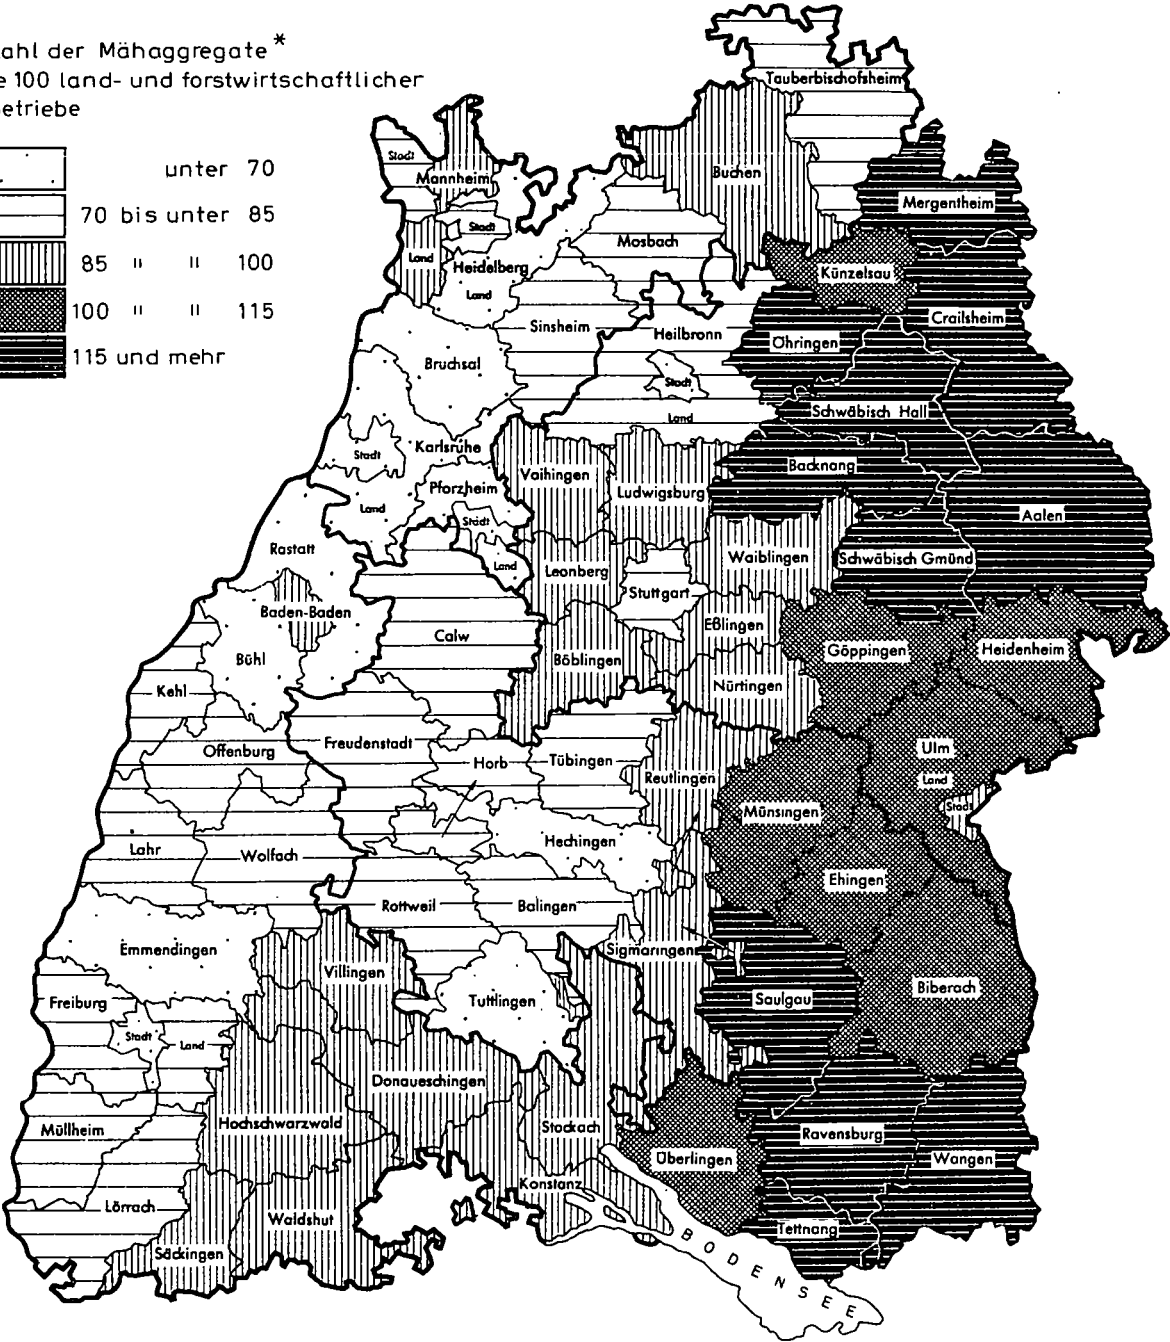 ahl der Mähaggregate*
e 100 land- und forstwirtschaftlicher
etriebe
unter 70
70 bis unter 85
85 " " 100
100 " " 115
115 und mehr
Tauberbischofsheim
Stadt
Mannheim
Buchen
Mergentheim
Stadt
Mosbach
Land
Heidelberg
Land
Künzelsau
Sinsheim
Heilbronn
Crailsheim
Öhringen
Bruchsal
Stadt
Land
Schwäbisch Hall
Karlsruhe
Stadt
Backnang
Vaihingen
Pforzheim
Ludwigsburg
Land
Stadt
Aalen
Rastatt
Land
Leonberg
Waiblingen
Schwäbisch Gmünd
Stuttgart
Baden-Baden
Eßlingen
Calw
Göppingen
Heidenheim
Bühl
Böblingen
Nürtingen
Kehl
Offenburg
Freudenstadt
Horb
Tübingen
Reutlingen
Ulm
Land
Stadt
Münsingen
Lahr
Wolfach
Hechingen
Ehingen
Rottweil
Balingen
Emmendingen
Sigmaringen
Villingen
Freiburg
Tuttlingen
Saulgau
Biberach
Stadt
Land
Donaueschingen
Müllheim
Hochschwarzwald
Stockach
Ravensburg
Überlingen
Wangen
Konstanz
Lörrach
Waldshut
Tettnang
Säckingen
BODENSEE